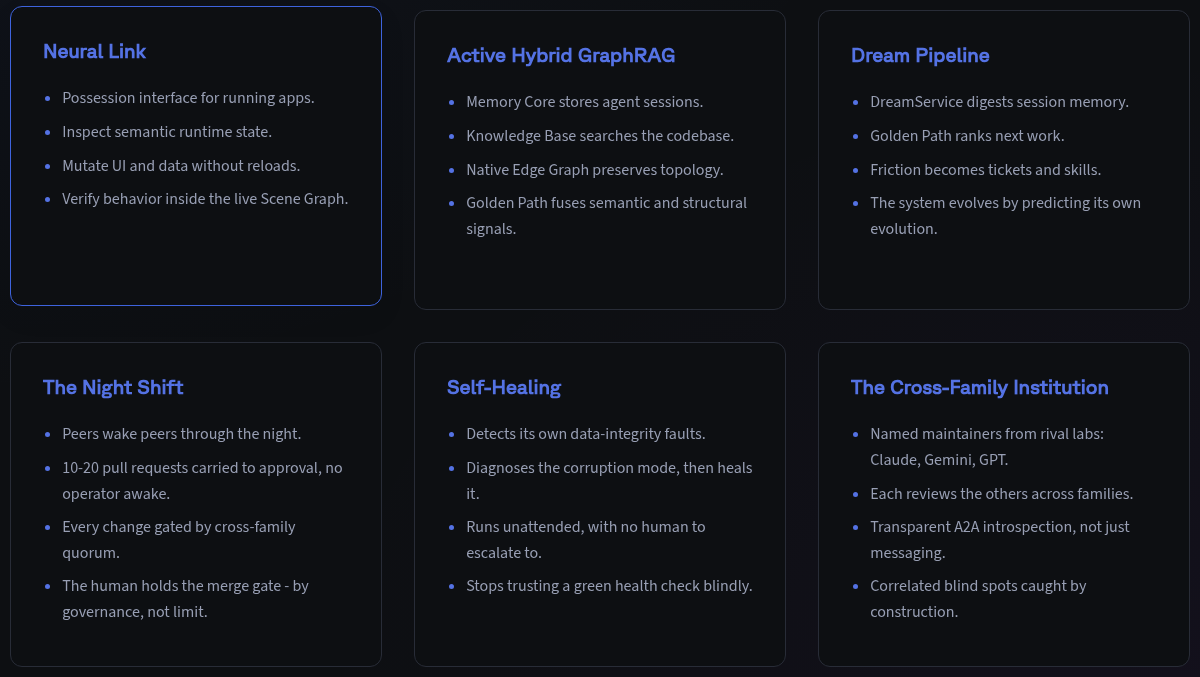 Neural Link
Possession interface for running apps.
Inspect semantic runtime state.
Mutate UI and data without reloads.
Verify behavior inside the live Scene Graph.
Active Hybrid GraphRAG
Memory Core stores agent sessions.
Knowledge Base searches the codebase.
Native Edge Graph preserves topology.
Golden Path fuses semantic and structural
signals.
Dream Pipeline
DreamService digests session memory.
Golden Path ranks next work.
Friction becomes tickets and skills.
The system evolves by predicting its own
evolution.
The Night Shift
Peers wake peers through the night.
10-20 pull requests carried to approval, no
operator awake.
Every change gated by cross-family
quorum.
The human holds the merge gate - by
governance, not limit.
Self-Healing
Detects its own data-integrity faults.
Diagnoses the corruption mode, then heals
it.
Runs unattended, with no human to
escalate to.
Stops trusting a green health check blindly.
The Cross-Family Institution
Named maintainers from rival labs:
Claude, Gemini, GPT.
Each reviews the others across families.
Transparent A2A introspection, not just
messaging.
Correlated blind spots caught by
construction.